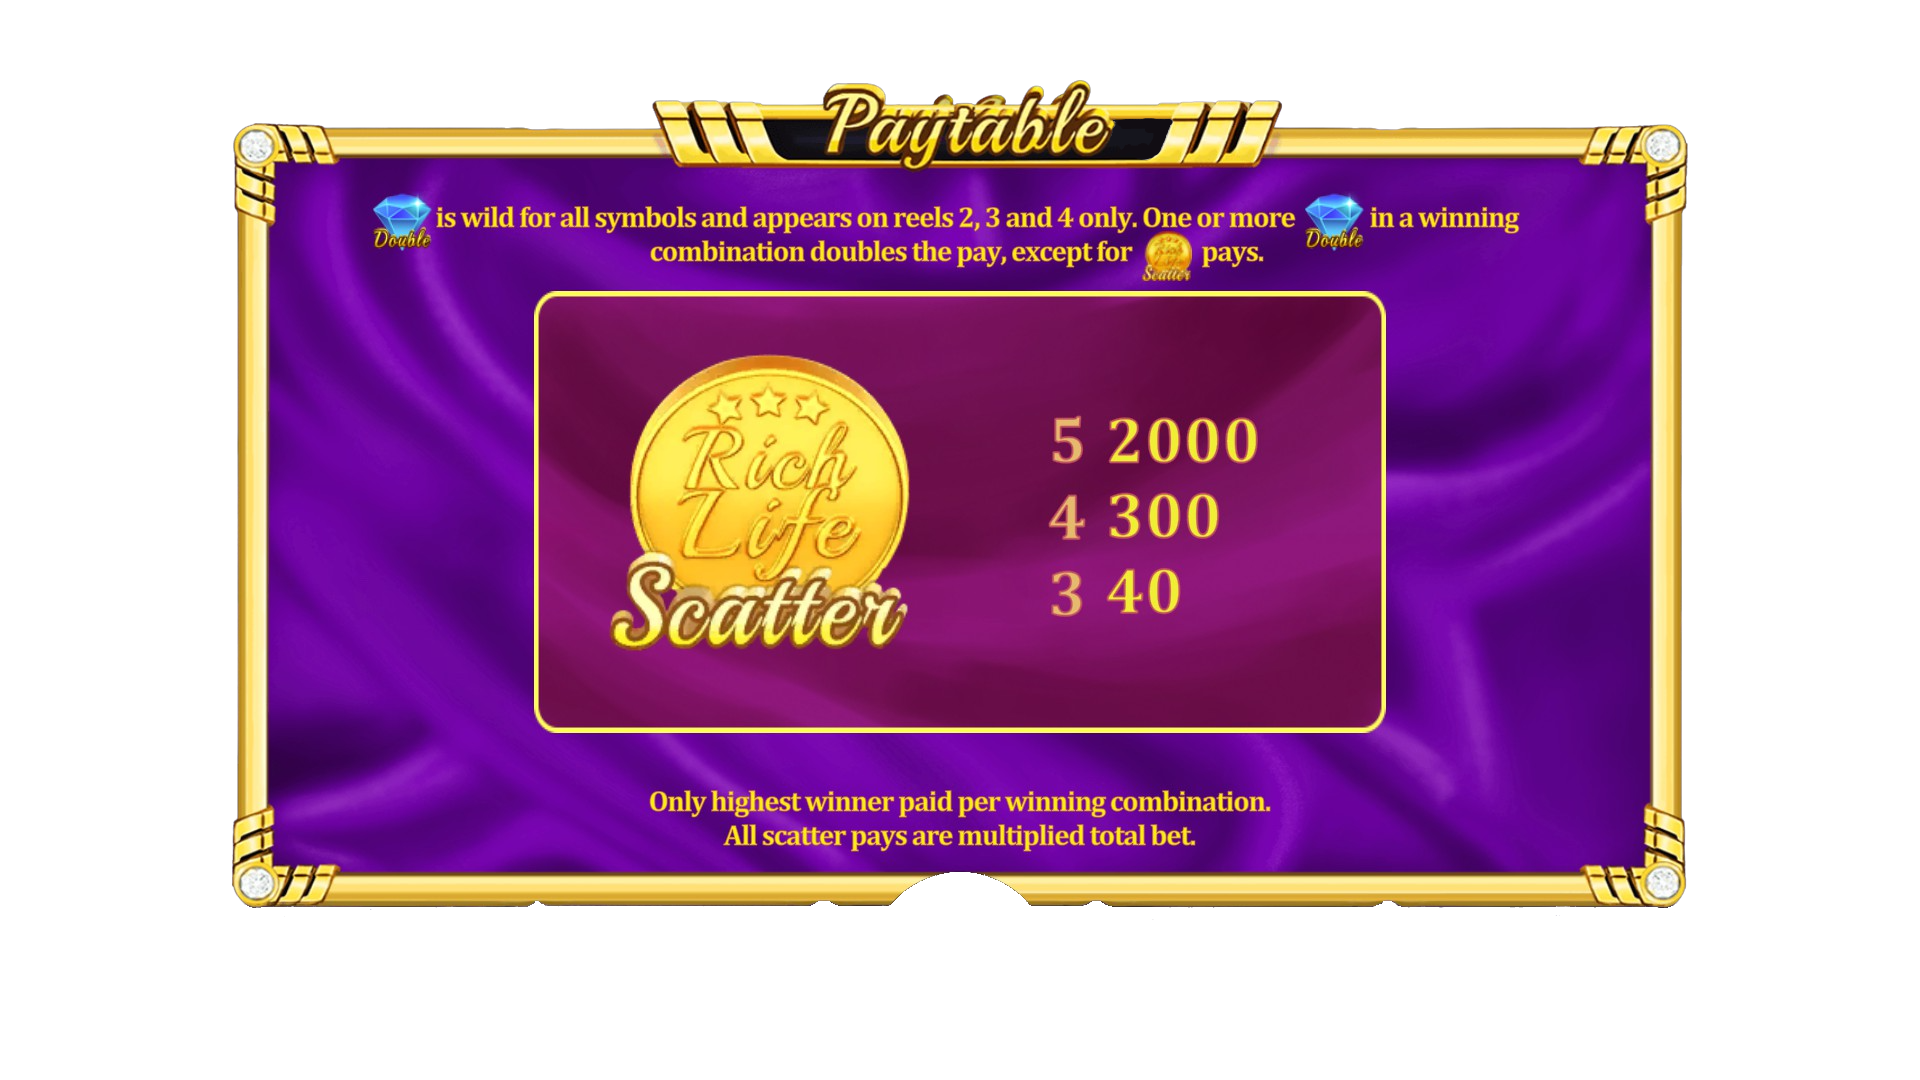 Paytable
Double is wild for all symbols and appears on reels 2, 3 and 4 only. One or more Double in a winning
combination doubles the pay, except for Rich Life Scatter pays.
Rich
Life
Scatter
5 2000
4 300
3 40
Only highest winner paid per winning combination.
All scatter pays are multiplied total bet.